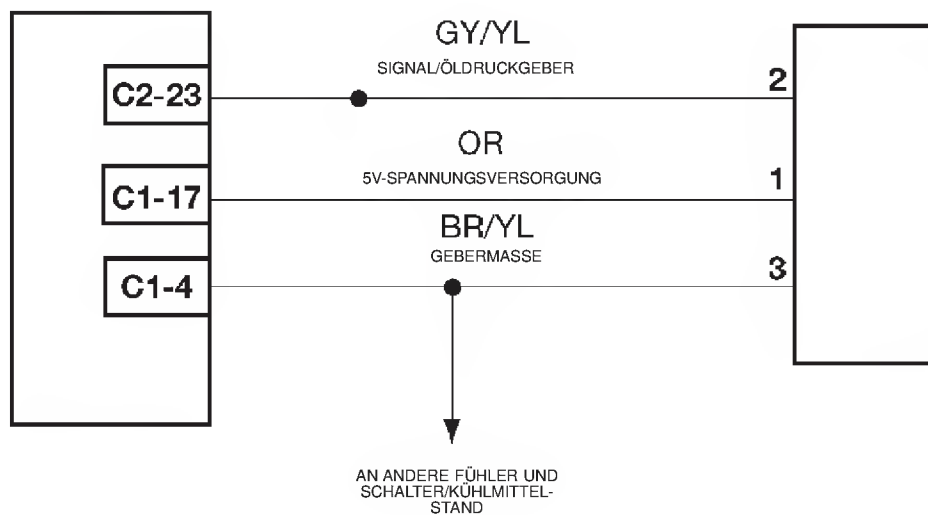 GY/YL
SIGNAL/ÖLDRUCKGEBER
C2-23
2
OR
5V-SPANNUNGSVERSORGUNG
C1-17
1
BR/YL
GEBERMASSE
C1-4
3
AN ANDERE FÜHLER UND
SCHALTER/KÜHLMITTEL-
STAND